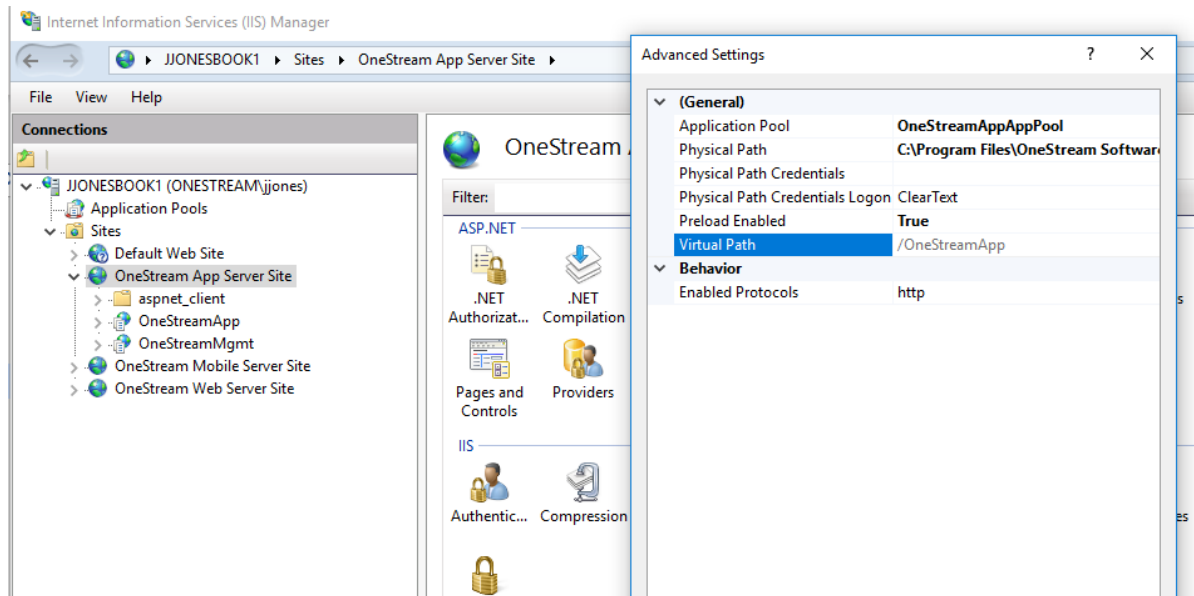 Internet Information Services (IIS) Manager
JJONESBOOK1 Sites OneStream App Server Site
File View Help
Connections
JJONESBOOK1 (ONESTREAM\jjones)
Application Pools
Sites
Default Web Site
OneStream App Server Site
aspnet_client
OneStreamApp
OneStreamMgmt
OneStream Mobile Server Site
OneStream Web Server Site
OneStream
Filter:
ASP.NET
.NET Authorizat...
.NET Compilation
Pages and Controls
Providers
IIS
Authentic...
Compression
Advanced Settings ?
(General)
Application Pool OneStreamAppAppPool
Physical Path C:\Program Files\OneStream Software
Physical Path Credentials
Physical Path Credentials Logon ClearText
Preload Enabled True
Virtual Path /OneStreamApp
Behavior
Enabled Protocols http